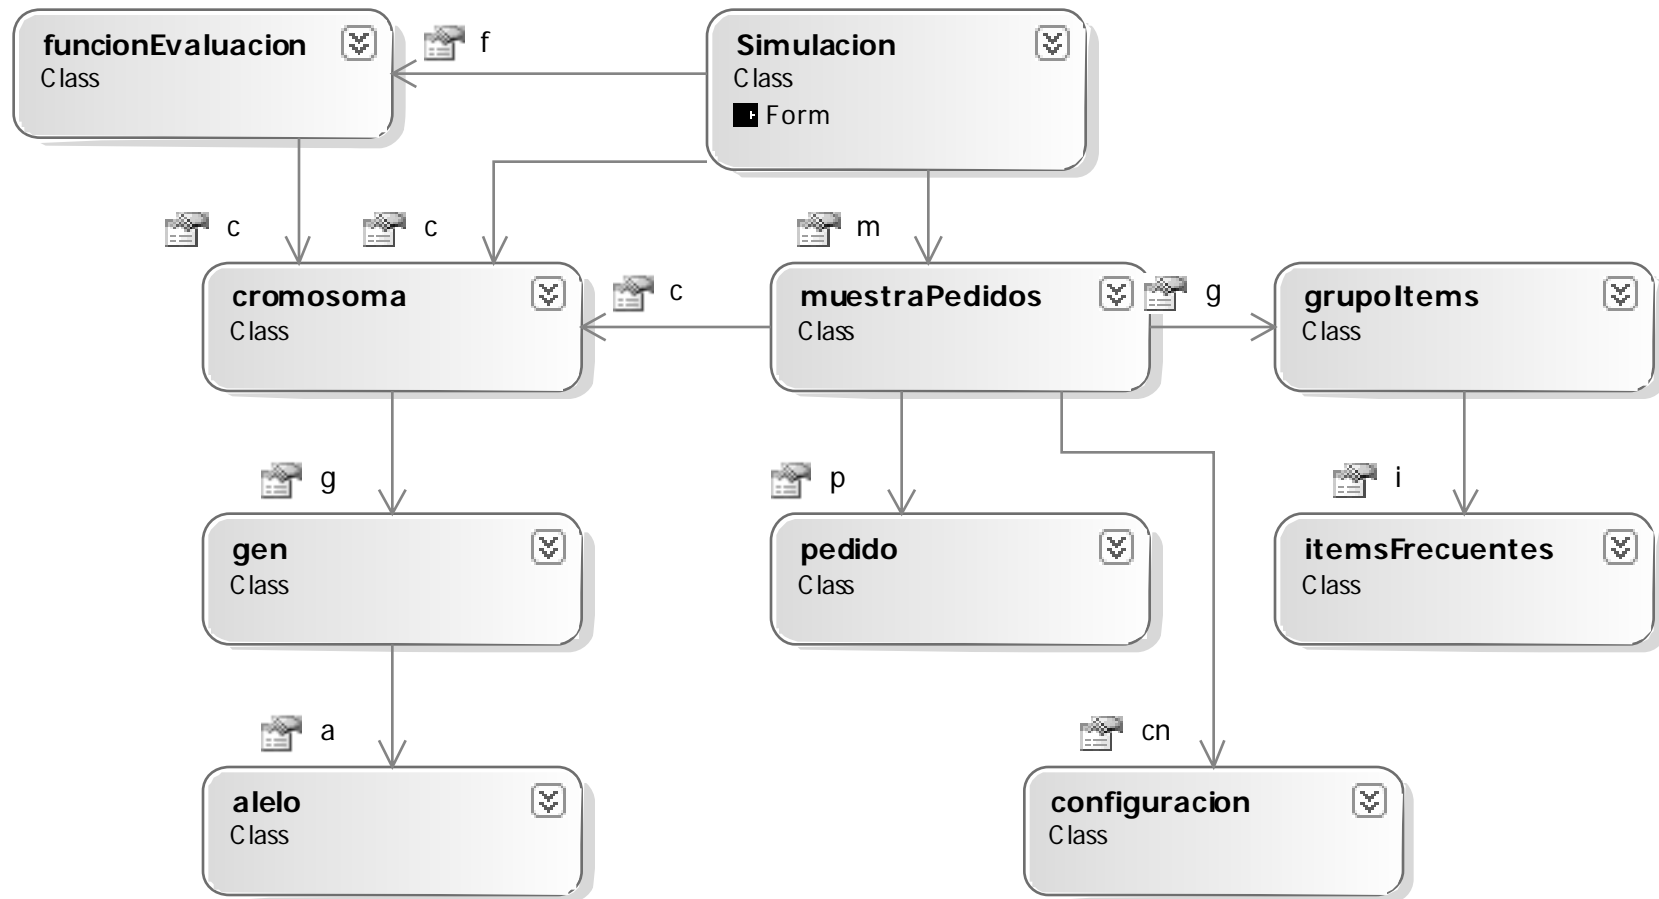 funcionEvaluacion
Class
f
Simulacion
Class
Form
c
c
m
cromosoma
Class
c
muestraPedidos
Class
g
grupoItems
Class
g
p
i
gen
Class
pedido
Class
itemsFrecuentes
Class
a
cn
alelo
Class
configuracion
Class